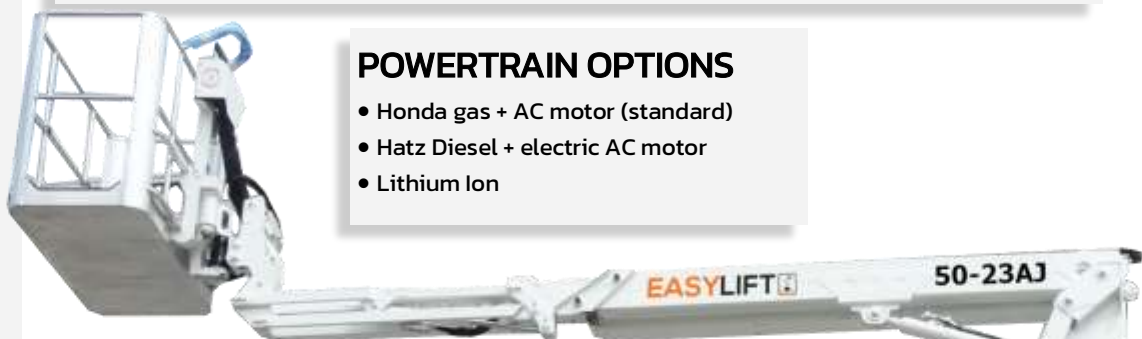 POWERTRAIN OPTIONS
• Honda gas + AC motor (standard)
• Hatz Diesel + electric AC motor
• Lithium Ion
EASYLIFT
50-23AJ